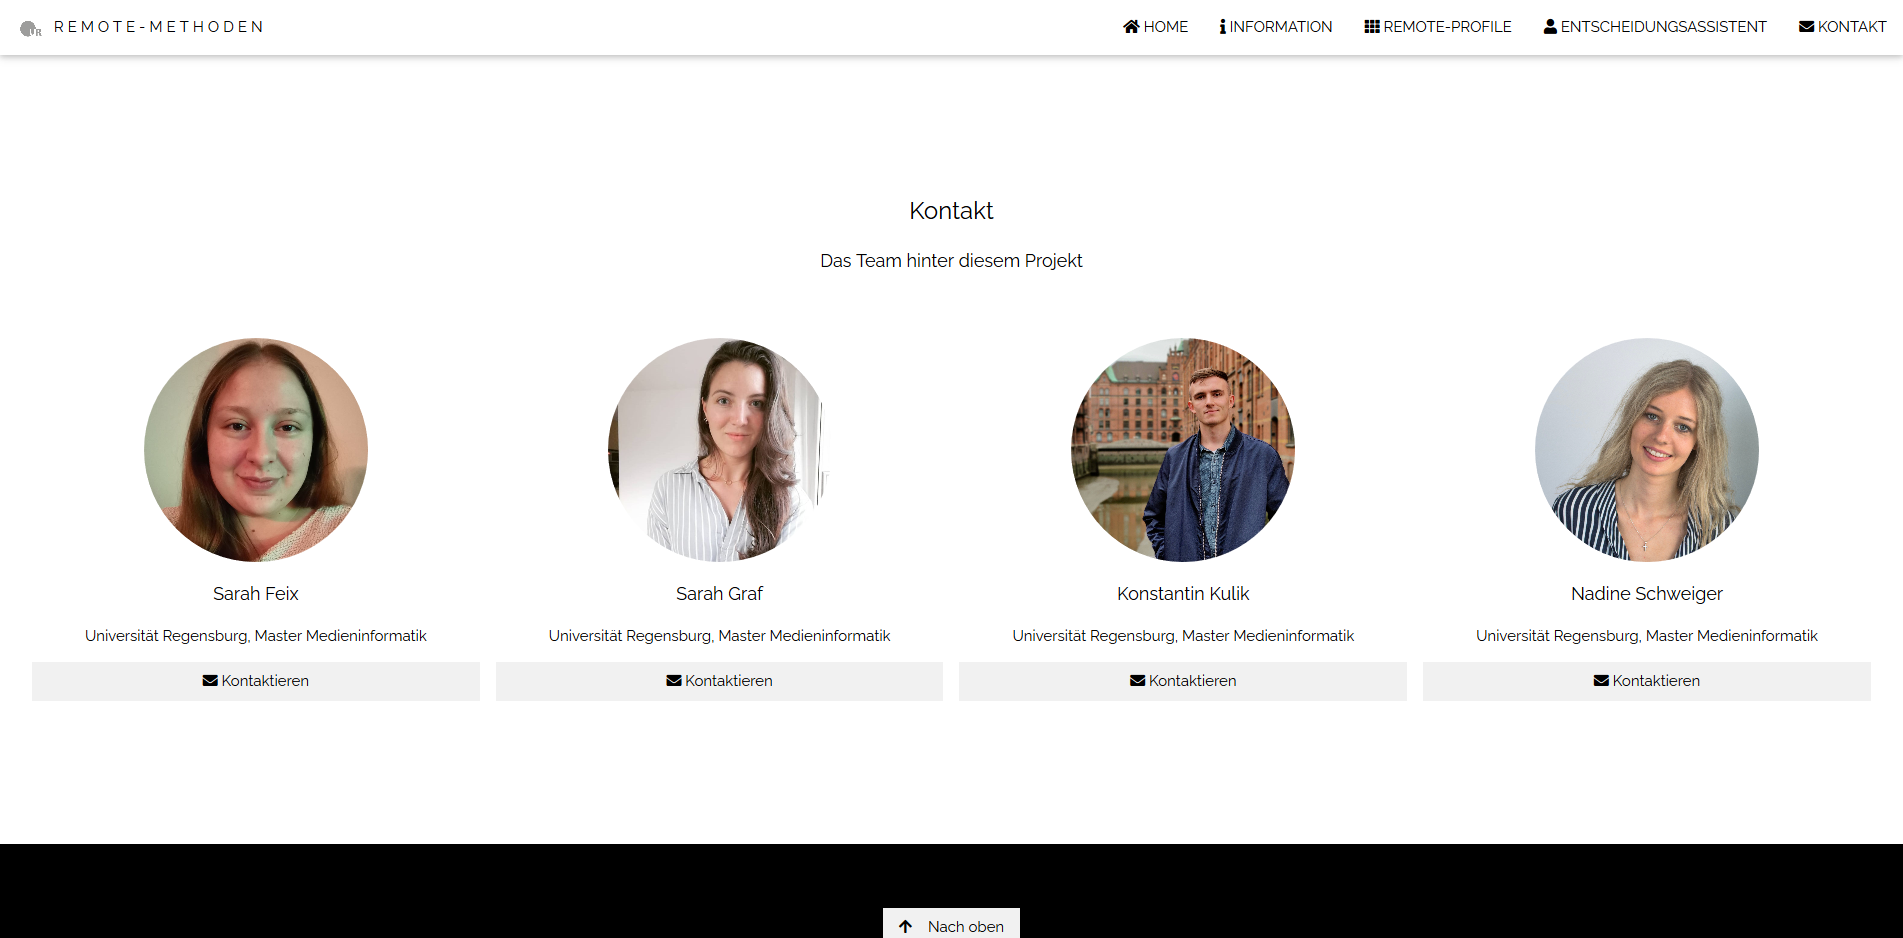 UR REMOTE-METHODEN HOME INFORMATION REMOTE-PROFILE ENTSCHEIDUNGSASSISTENT KONTAKT
Kontakt
Das Team hinter diesem Projekt
Sarah Feix
Universität Regensburg, Master Medieninformatik
Kontaktieren
Sarah Graf
Universität Regensburg, Master Medieninformatik
Kontaktieren
Konstantin Kulik
Universität Regensburg, Master Medieninformatik
Kontaktieren
Nadine Schweiger
Universität Regensburg, Master Medieninformatik
Kontaktieren
Nach oben